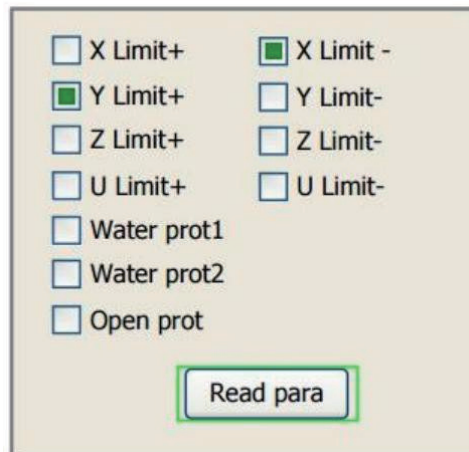 X Limit+ X Limit -
Y Limit+ Y Limit-
Z Limit+ Z Limit-
U Limit+ U Limit-
Water prot1
Water prot2
Open prot
Read para